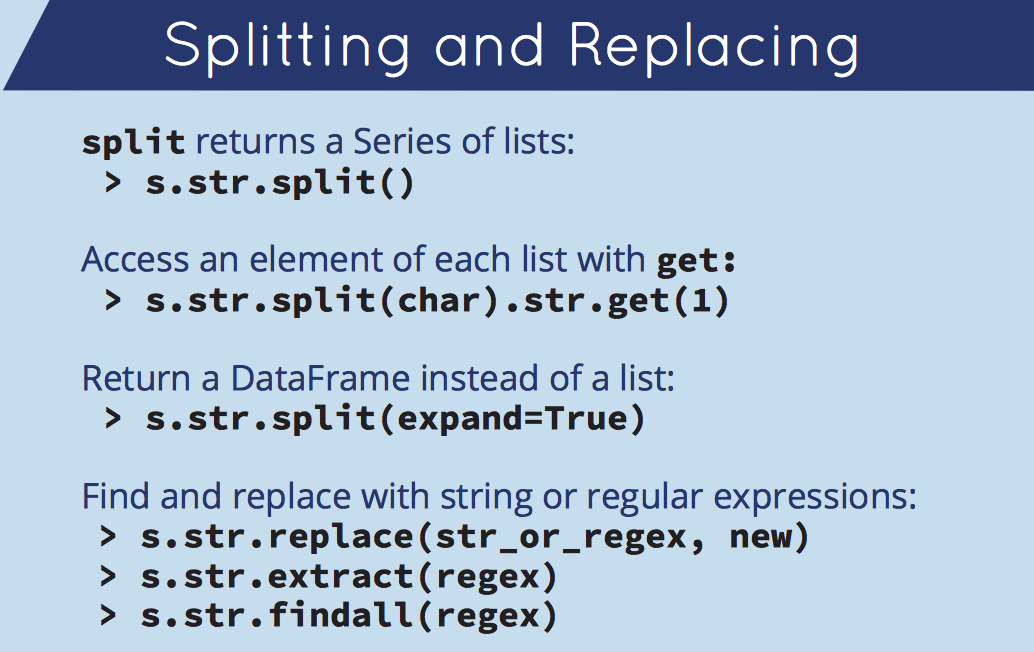 Splitting and Replacing
split returns a Series of lists:
> s.str.split()
Access an element of each list with get:
> s.str.split(char).str.get(1)
Return a DataFrame instead of a list:
> s.str.split(expand=True)
Find and replace with string or regular expressions:
> s.str.replace(str_or_regex, new)
> s.str.extract(regex)
> s.str.findall(regex)